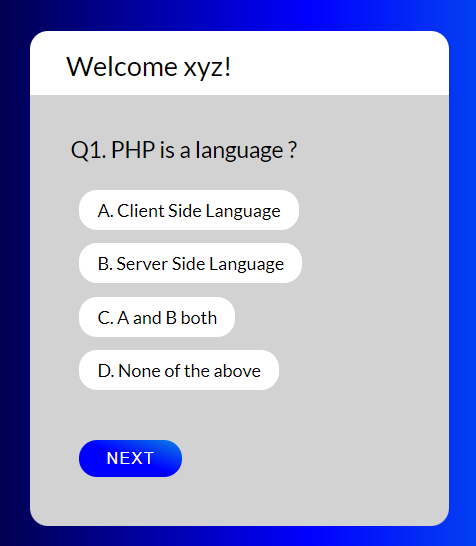 Welcome xyz!
Q1. PHP is a language ?
A. Client Side Language
B. Server Side Language
C. A and B both
D. None of the above
NEXT